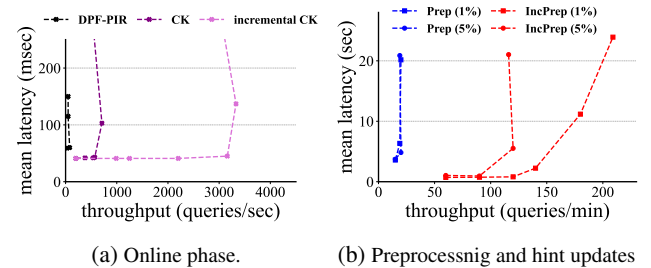 DPF-PIR CK incremental CK
mean latency (msec)
200
100
0
0 1000 2000 3000 4000
throughput (queries/sec)
(a) Online phase.
Prep (1%) IncPrep (1%)
Prep (5%) IncPrep (5%)
mean latency (sec)
20
10
0
0 50 100 150 200
throughput (queries/min)
(b) Preprocessnig and hint updates